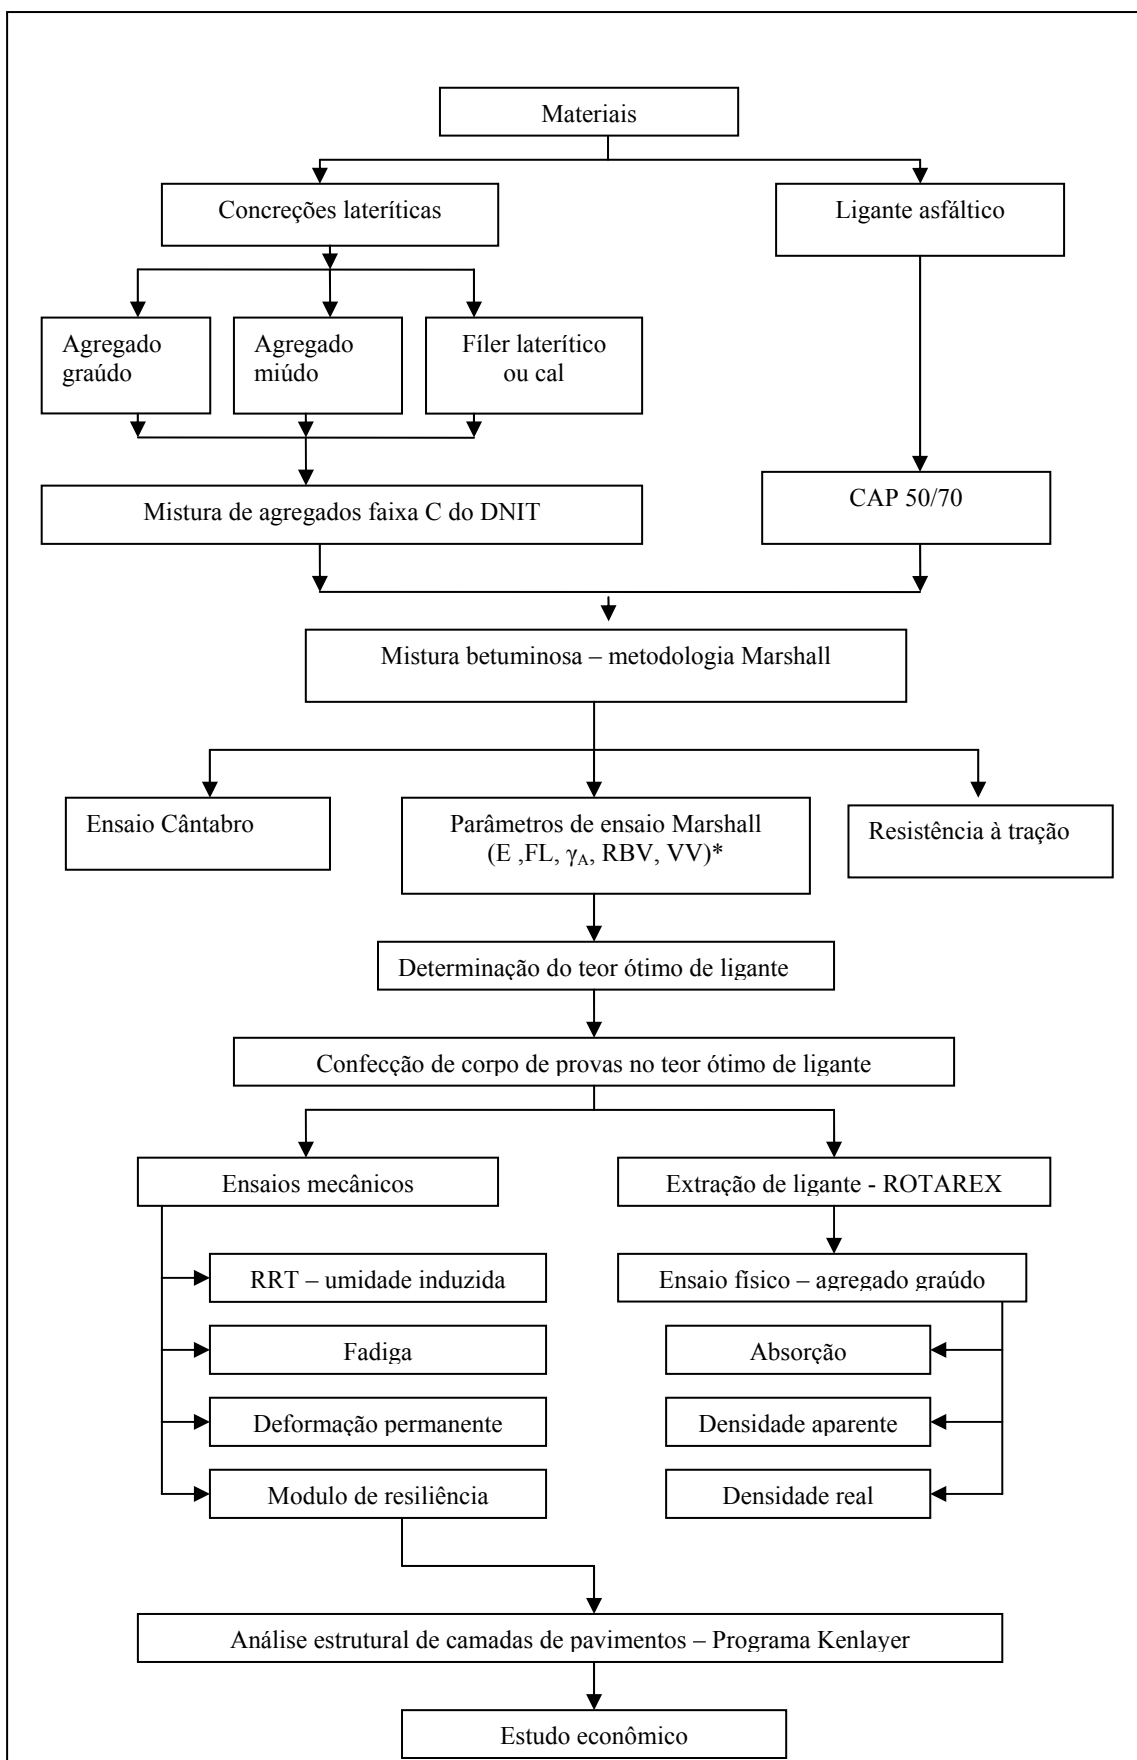 Materiais
Concreções lateríticas
Ligante asfáltico
Agregado
graúdo
Agregado
miúdo
Fíler laterítico
ou cal
Mistura de agregados faixa C do DNIT
CAP 50/70
Mistura betuminosa – metodologia Marshall
Ensaio Cântabro
Parâmetros de ensaio Marshall
(E ,FL, γA, RBV, VV)*
Resistência à tração
Determinação do teor ótimo de ligante
Confecção de corpo de provas no teor ótimo de ligante
Ensaios mecânicos
Extração de ligante - ROTAREX
RRT – umidade induzida
Ensaio físico – agregado graúdo
Fadiga
Absorção
Deformação permanente
Densidade aparente
Modulo de resiliência
Densidade real
Análise estrutural de camadas de pavimentos – Programa Kenlayer
Estudo econômico